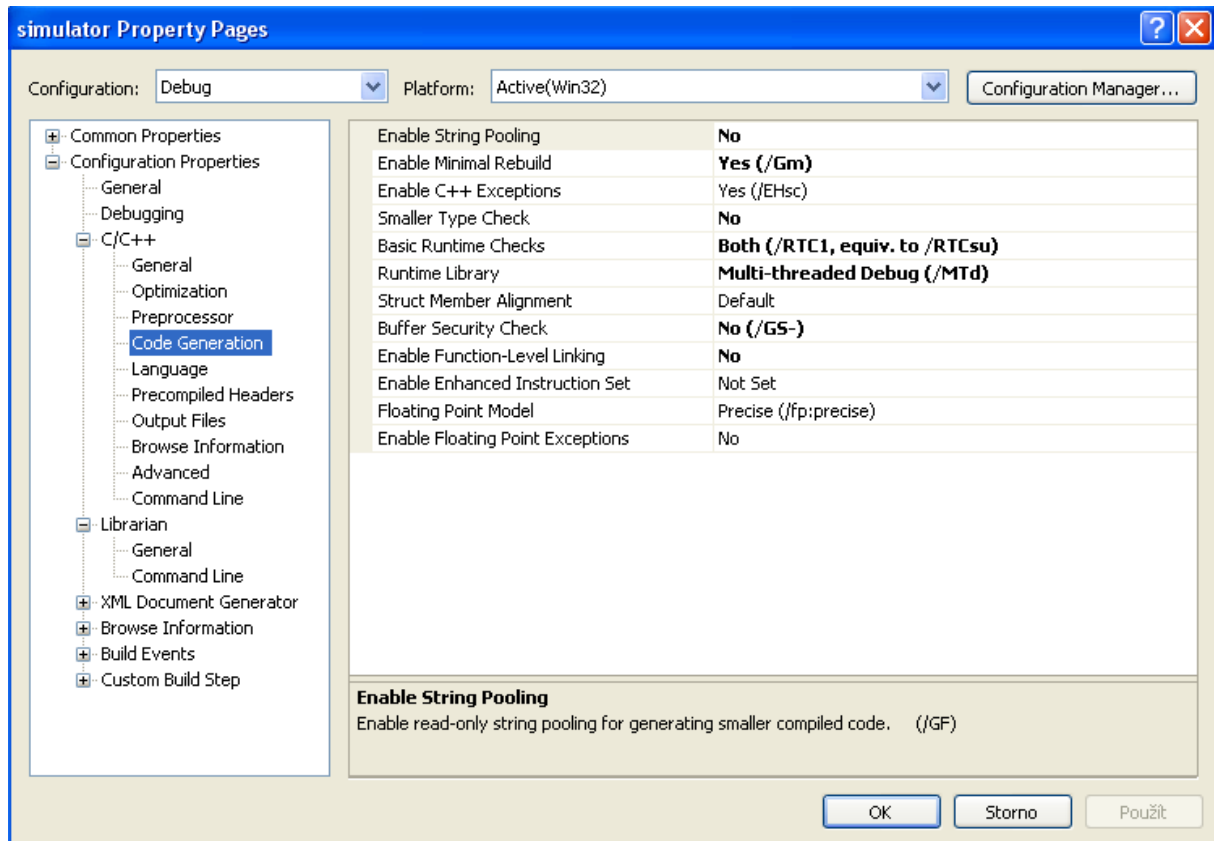 simulator Property Pages
Configuration: Debug Platform: Active(Win32) Configuration Manager...
Common Properties
Configuration Properties
General
Debugging
C/C++
General
Optimization
Preprocessor
Code Generation
Language
Precompiled Headers
Output Files
Browse Information
Advanced
Command Line
Librarian
General
Command Line
XML Document Generator
Browse Information
Build Events
Custom Build Step
Enable String Pooling No
Enable Minimal Rebuild Yes (/Gm)
Enable C++ Exceptions Yes (/EHsc)
Smaller Type Check No
Basic Runtime Checks Both (/RTC1, equiv. to /RTCsu)
Runtime Library Multi-threaded Debug (/MTd)
Struct Member Alignment Default
Buffer Security Check No (/GS-)
Enable Function-Level Linking No
Enable Enhanced Instruction Set Not Set
Floating Point Model Precise (/fp:precise)
Enable Floating Point Exceptions No
Enable String Pooling
Enable read-only string pooling for generating smaller compiled code. (/GF)
OK Storno Použít